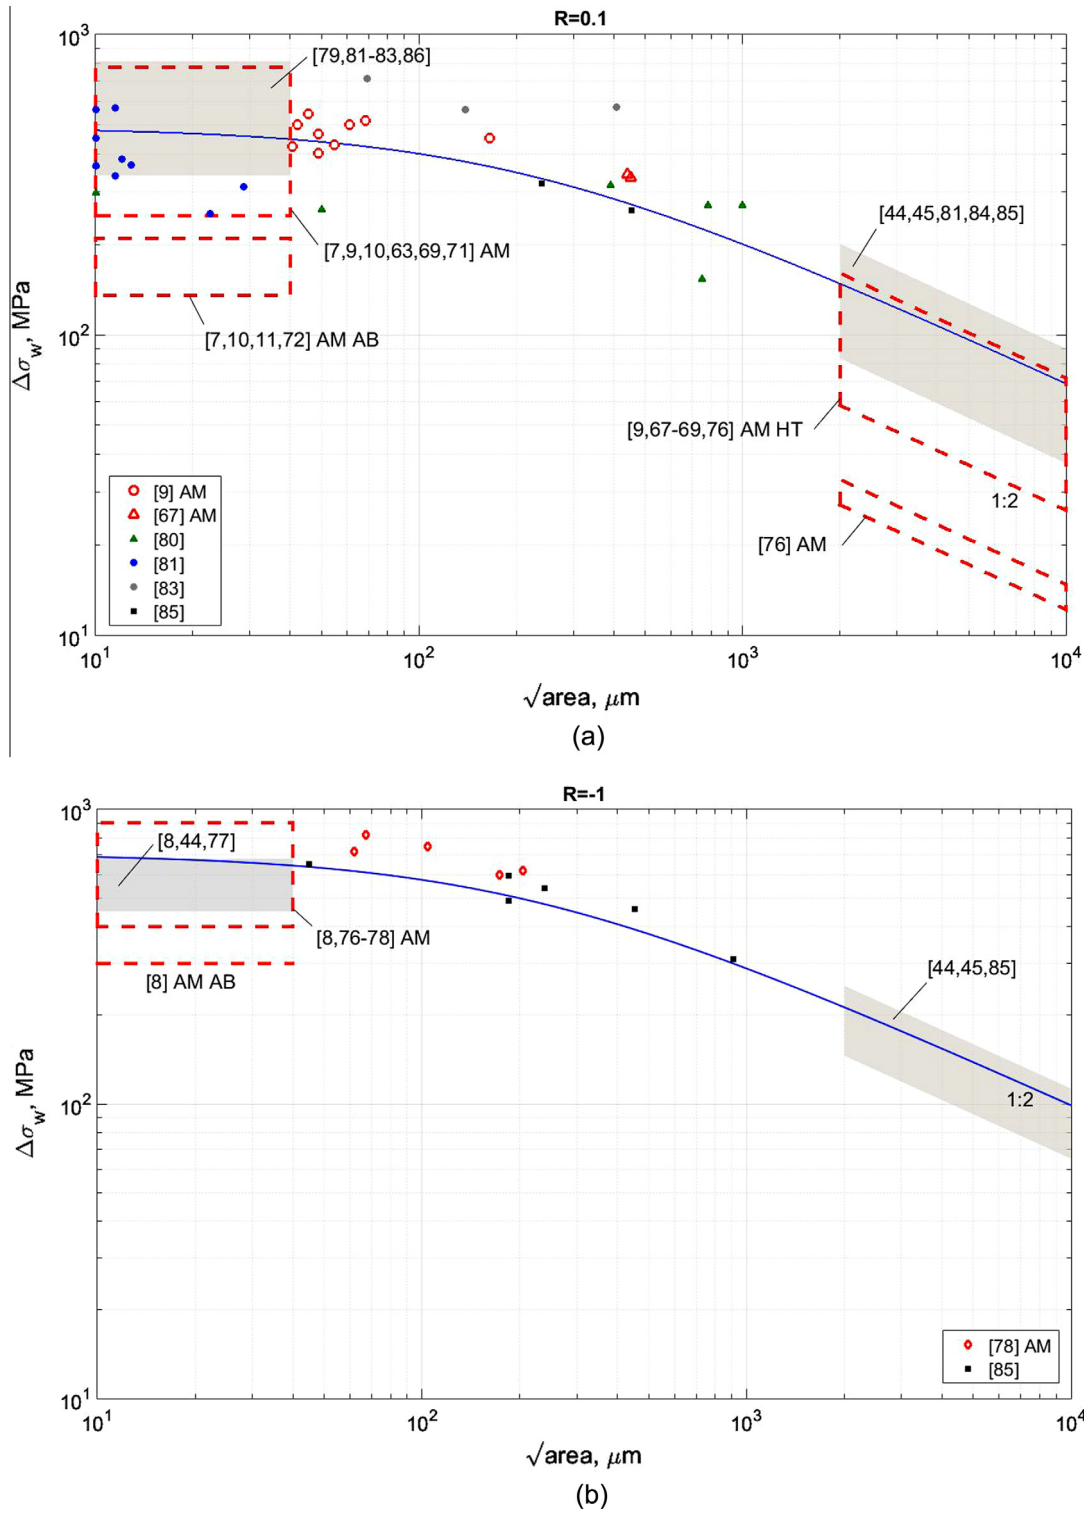 R=0.1
10³
[79,81-83,86]
[44,45,81,84,85]
[7,9,10,63,69,71] AM
[7,10,11,72] AM AB
10²
Δσw, MPa
[9,67-69,76] AM HT
1:2
[76] AM
[9] AM
[67] AM
[80]
[81]
[83]
[85]
10¹
10¹ 10² 10³ 10⁴
√area, μm
(a)
R=-1
10³
[8,44,77]
[8,76-78] AM
[8] AM AB
[44,45,85]
Δσw, MPa
10²
1:2
[78] AM
[85]
10¹
10¹ 10² 10³ 10⁴
√area, μm
(b)